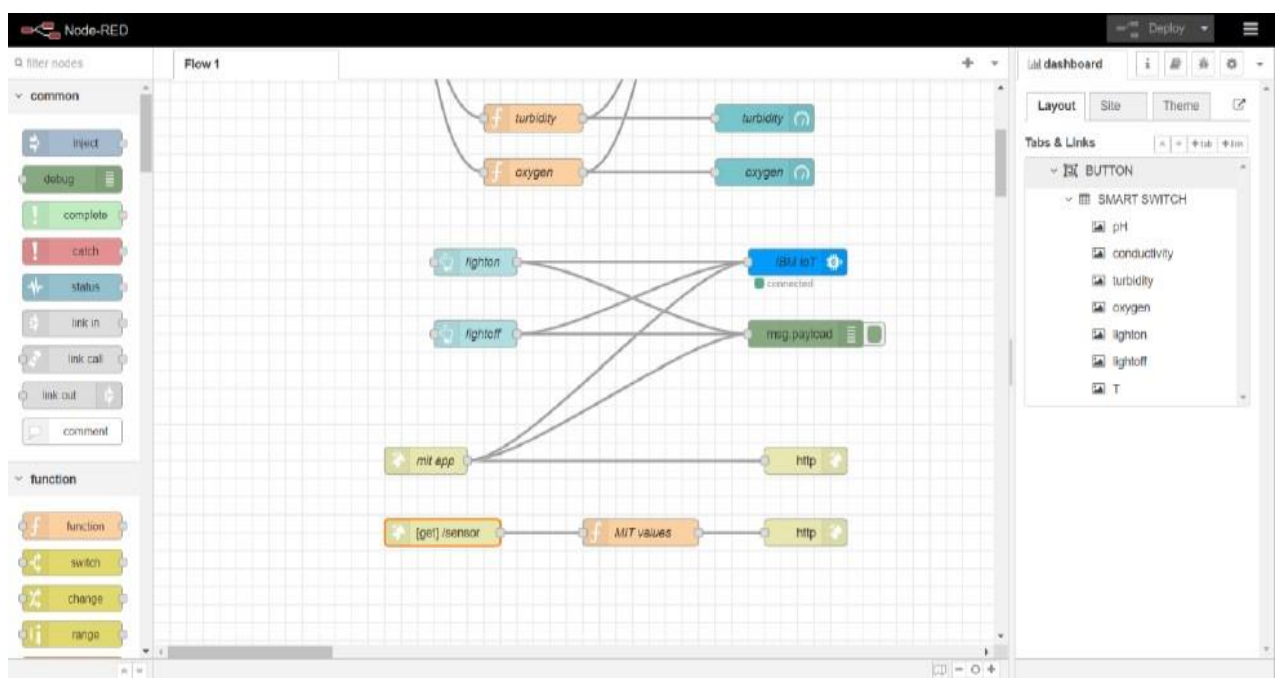 Node-RED
Deploy
filter nodes
Flow 1
dashboard
i
common
inject
debug
complete
catch
status
link in
link call
link out
comment
function
function
switch
change
range
turbidity
turbidity
oxygen
oxygen
lighton
IBM IoT
connected
lightoff
msg.payload
mit app
http
[get] /sensor
MIT values
http
Layout
Site
Theme
Tabs & Links
+ tab
+ link
BUTTON
SMART SWITCH
pH
conductivity
turbidity
oxygen
lighton
lightoff
T